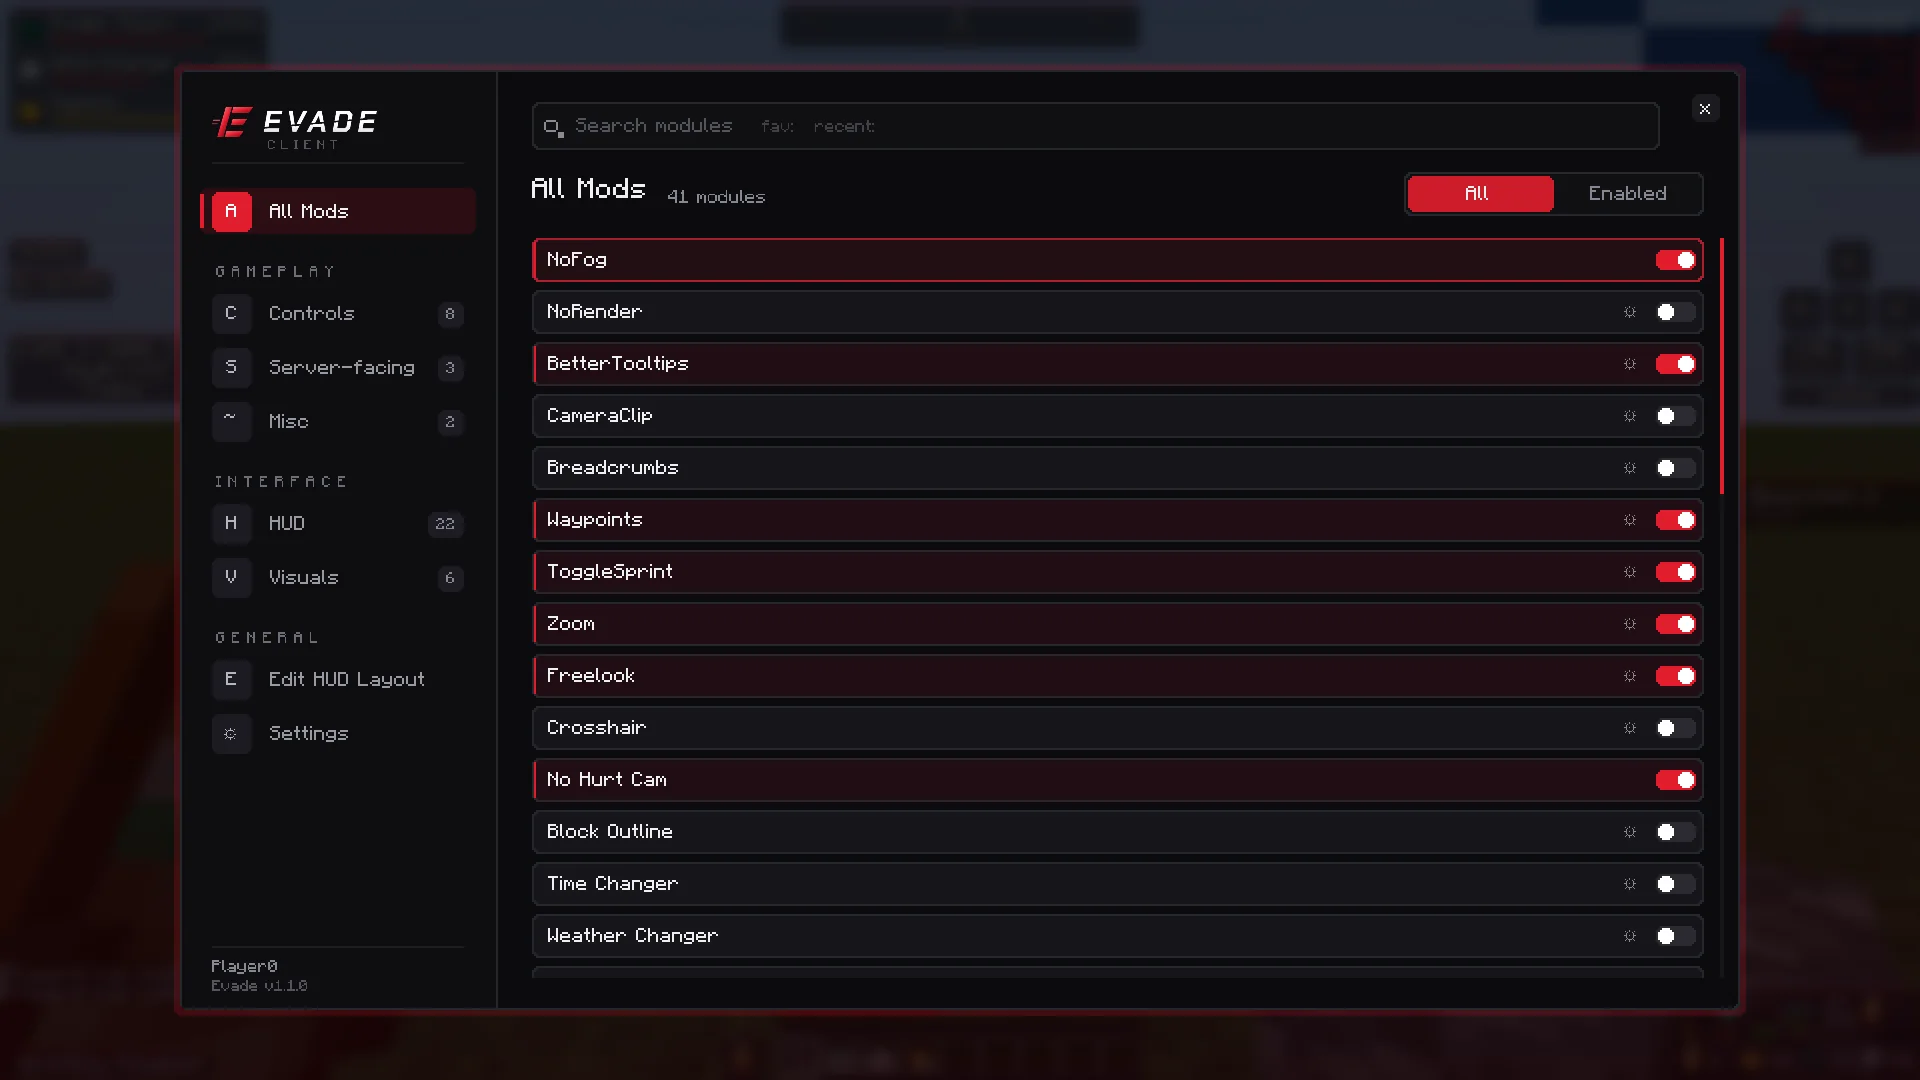 EVADE
CLIENT
A All Mods
GAMEPLAY
C Controls 8
S Server-facing 3
~ Misc 2
INTERFACE
H HUD 22
V Visuals 6
GENERAL
E Edit HUD Layout
Settings
Player0
Evade v1.1.0
Search modules fav: recent:
All Mods 41 modules
All Enabled
NoFog
NoRender
BetterTooltips
CameraClip
Breadcrumbs
Waypoints
ToggleSprint
Zoom
Freelook
Crosshair
No Hurt Cam
Block Outline
Time Changer
Weather Changer